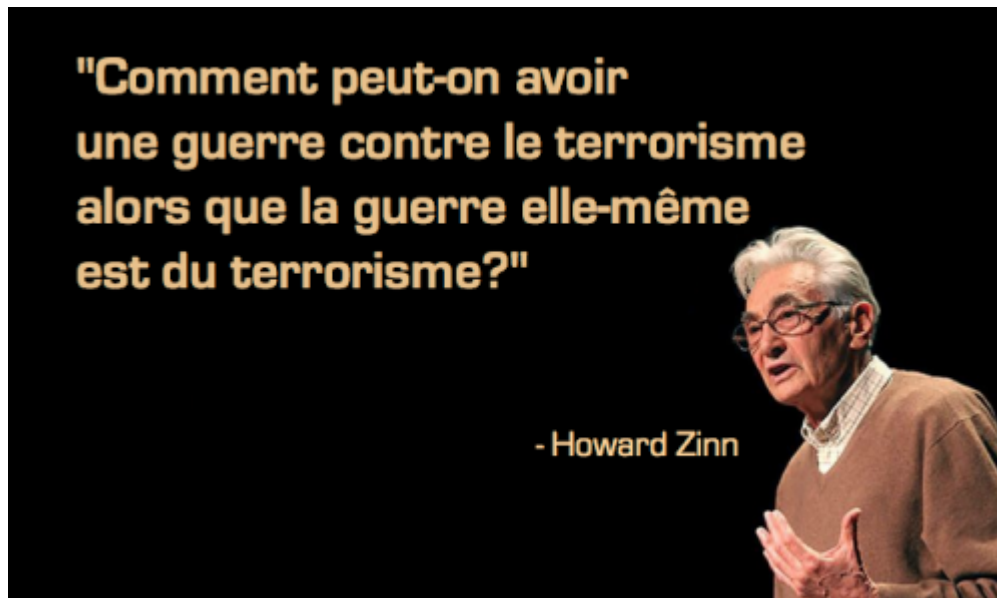 "Comment peut-on avoir
une guerre contre le terrorisme
alors que la guerre elle-même
est du terrorisme?"
- Howard Zinn